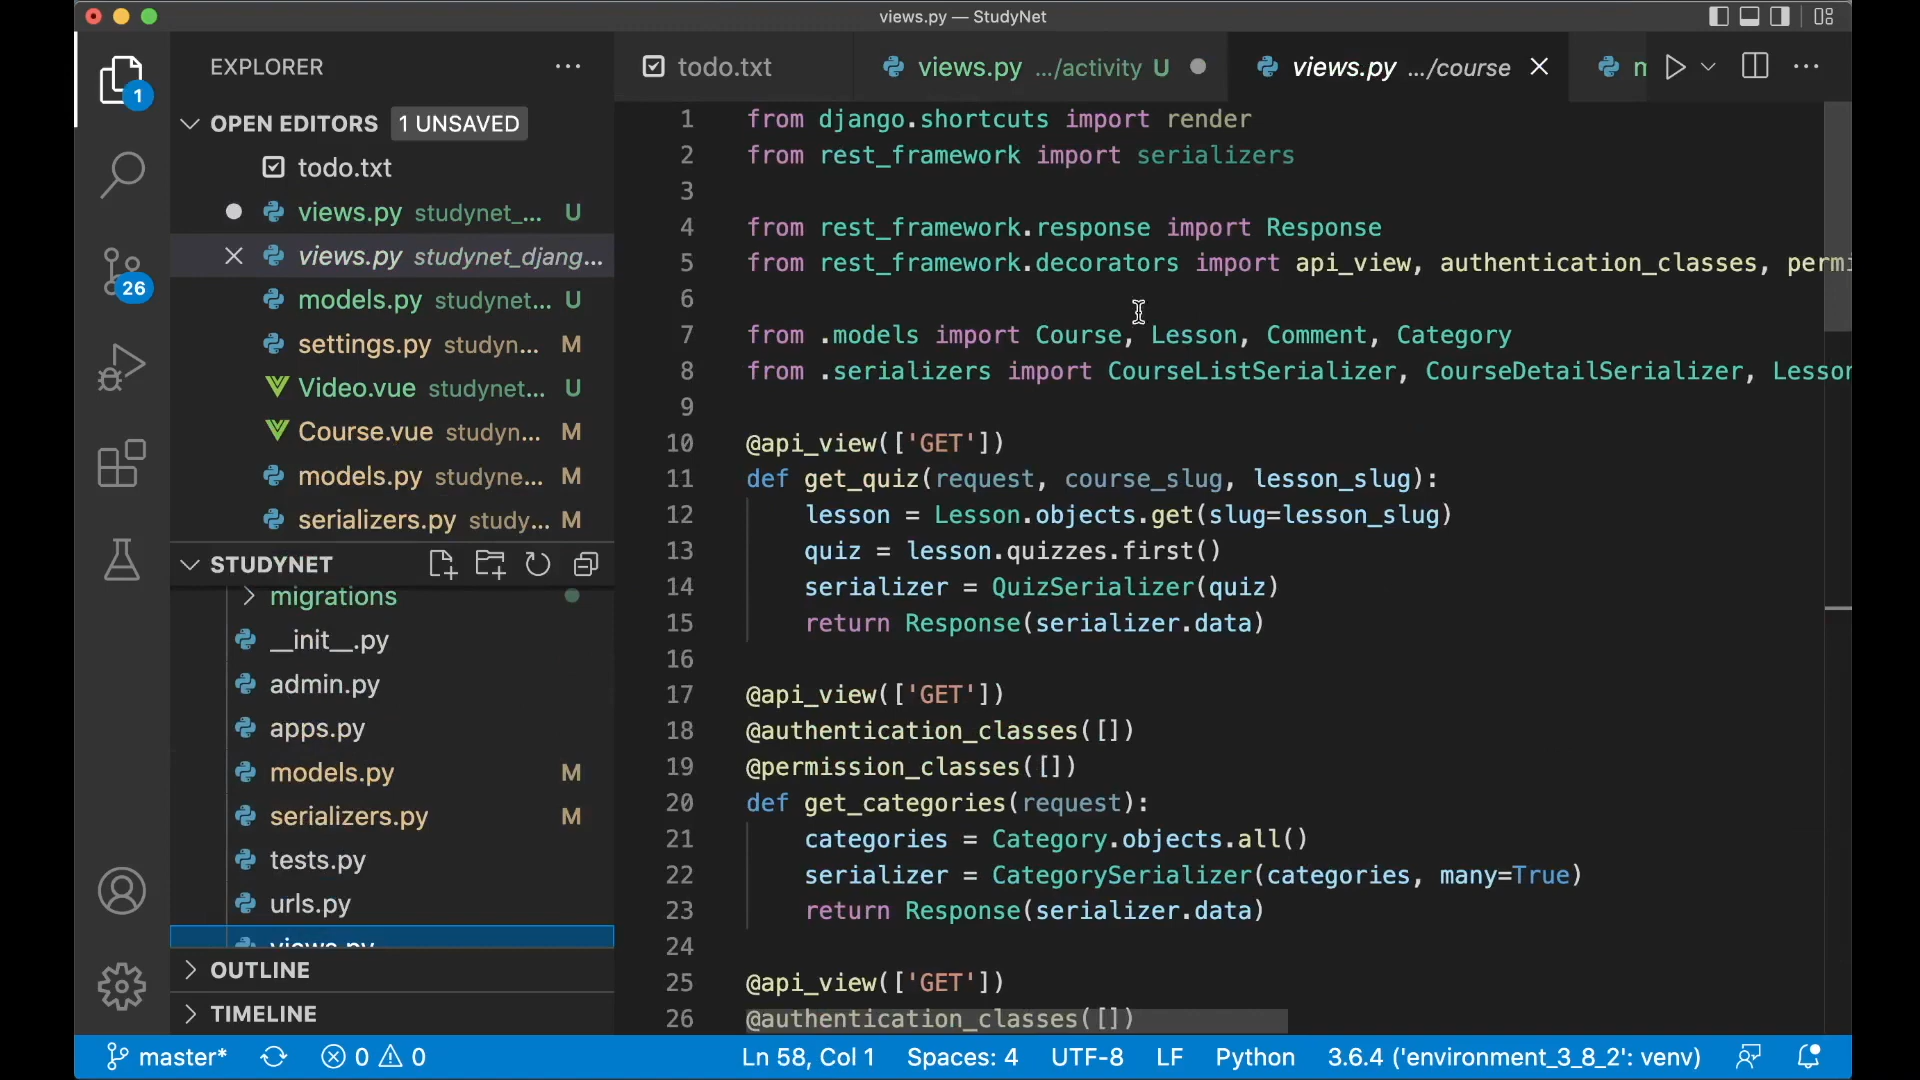 views.py — StudyNet
EXPLORER
OPEN EDITORS 1 UNSAVED
todo.txt
views.py studynet_... U
views.py studynet_djang...
models.py studynet... U
settings.py studyn... M
Video.vue studynet... U
Course.vue studyn... M
models.py studyne... M
serializers.py study... M
STUDYNET
migrations
__init__.py
admin.py
apps.py
models.py M
serializers.py M
tests.py
urls.py
views.py
OUTLINE
TIMELINE
1
26
todo.txt views.py .../activity U views.py .../course
1 from django.shortcuts import render
2 from rest_framework import serializers
3
4 from rest_framework.response import Response
5 from rest_framework.decorators import api_view, authentication_classes, permi
6
7 from .models import Course, Lesson, Comment, Category
8 from .serializers import CourseListSerializer, CourseDetailSerializer, Lesson
9
10 @api_view(['GET'])
11 def get_quiz(request, course_slug, lesson_slug):
12 lesson = Lesson.objects.get(slug=lesson_slug)
13 quiz = lesson.quizzes.first()
14 serializer = QuizSerializer(quiz)
15 return Response(serializer.data)
16
17 @api_view(['GET'])
18 @authentication_classes([])
19 @permission_classes([])
20 def get_categories(request):
21 categories = Category.objects.all()
22 serializer = CategorySerializer(categories, many=True)
23 return Response(serializer.data)
24
25 @api_view(['GET'])
26 @authentication_classes([])
master* 0 0 Ln 58, Col 1 Spaces: 4 UTF-8 LF Python 3.6.4 ('environment_3_8_2': venv)